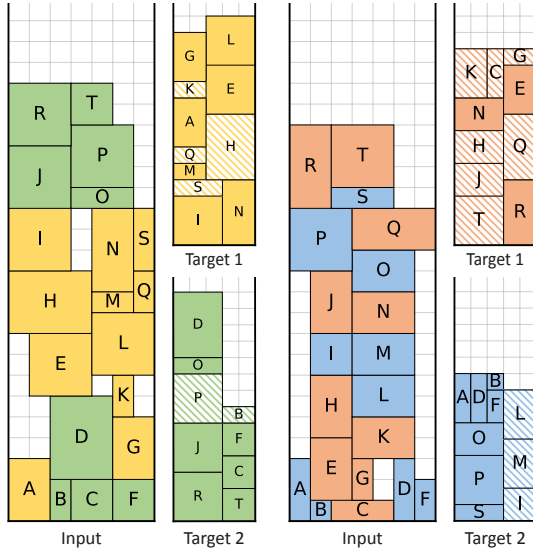 R T
P
J
O
I N S
M Q
H
L
E
K
D
G
A
B C F
Input
G L
K E
A
H
Q
M
S
I N
Target 1
D
O
P
B
J F
C
R T
Target 2
R T
S
P Q
O
J N
I M
H L
K
E G
A D F
B C
Input
K C G
E
N
H Q
J
T R
Target 1
A D B
F L
O
P M
I
S
Target 2